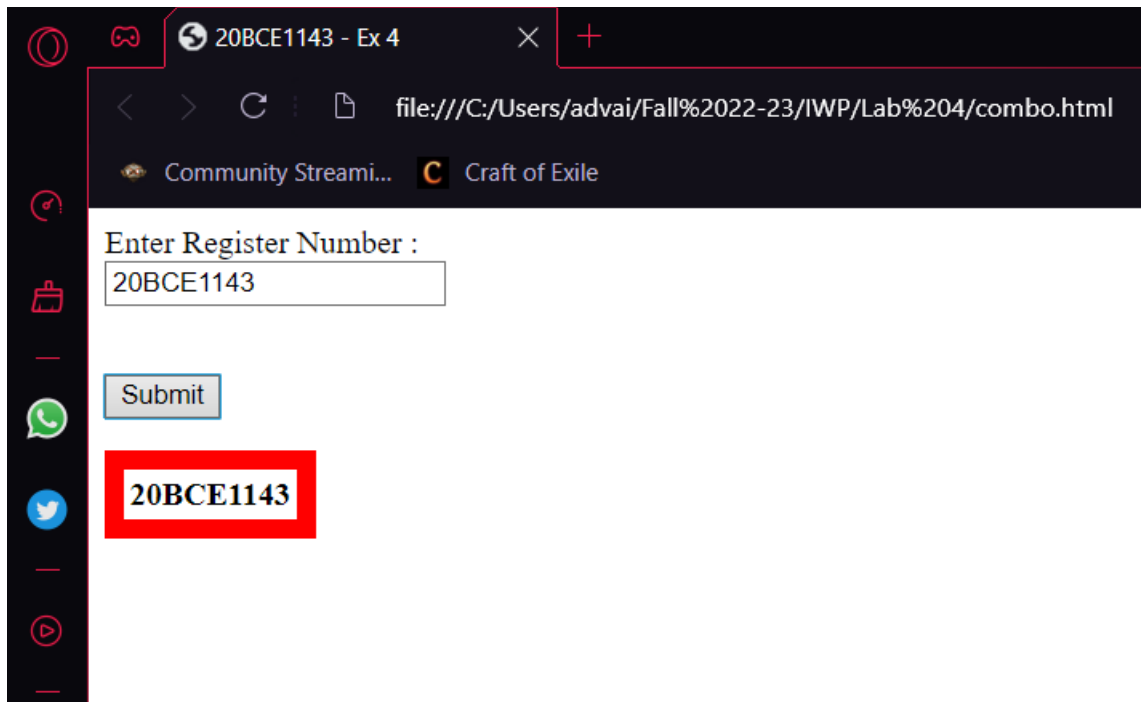 20BCE1143 - Ex 4
file:///C:/Users/advai/Fall%2022-23/IWP/Lab%204/combo.html
Community Streami... C Craft of Exile
Enter Register Number :
20BCE1143
Submit
20BCE1143